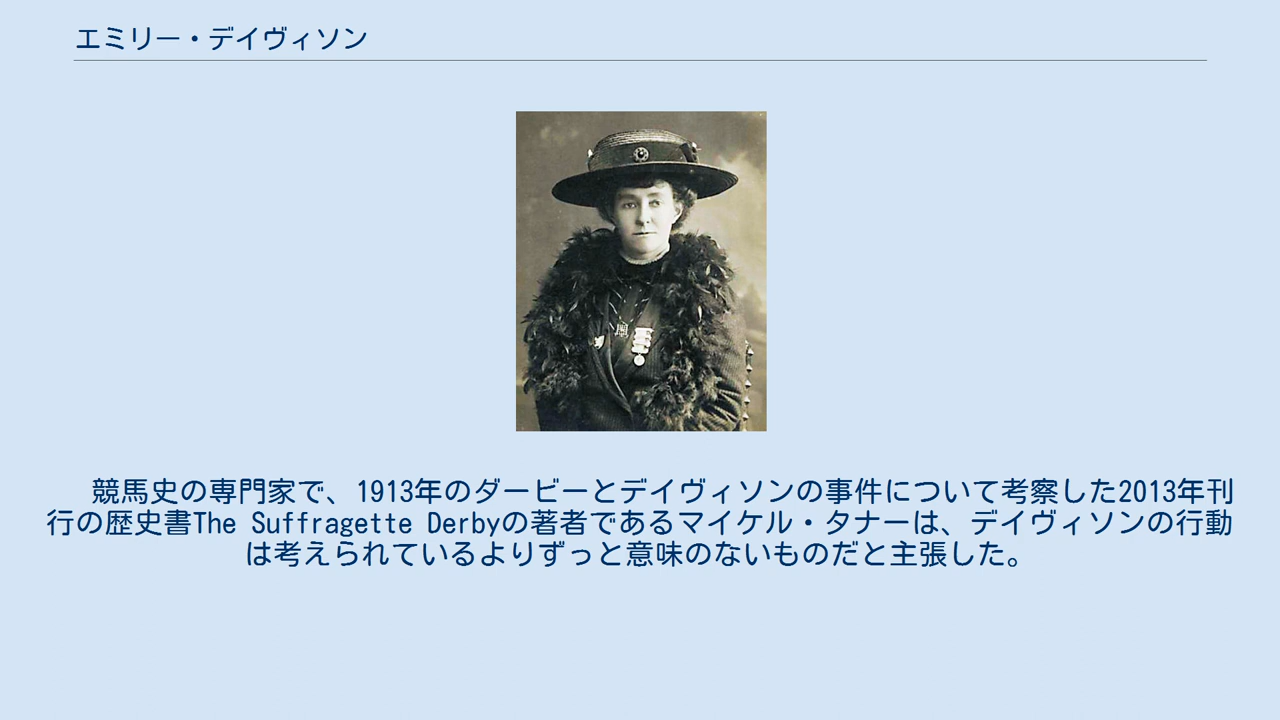 エミリー・デイヴィソン
競馬史の専門家で、1913年のダービーとデイヴィソンの事件について考察した2013年刊
行の歴史書The Suffragette Derbyの著者であるマイケル・タナーは、デイヴィソンの行動
は考えられているよりずっと意味のないものだと主張した。